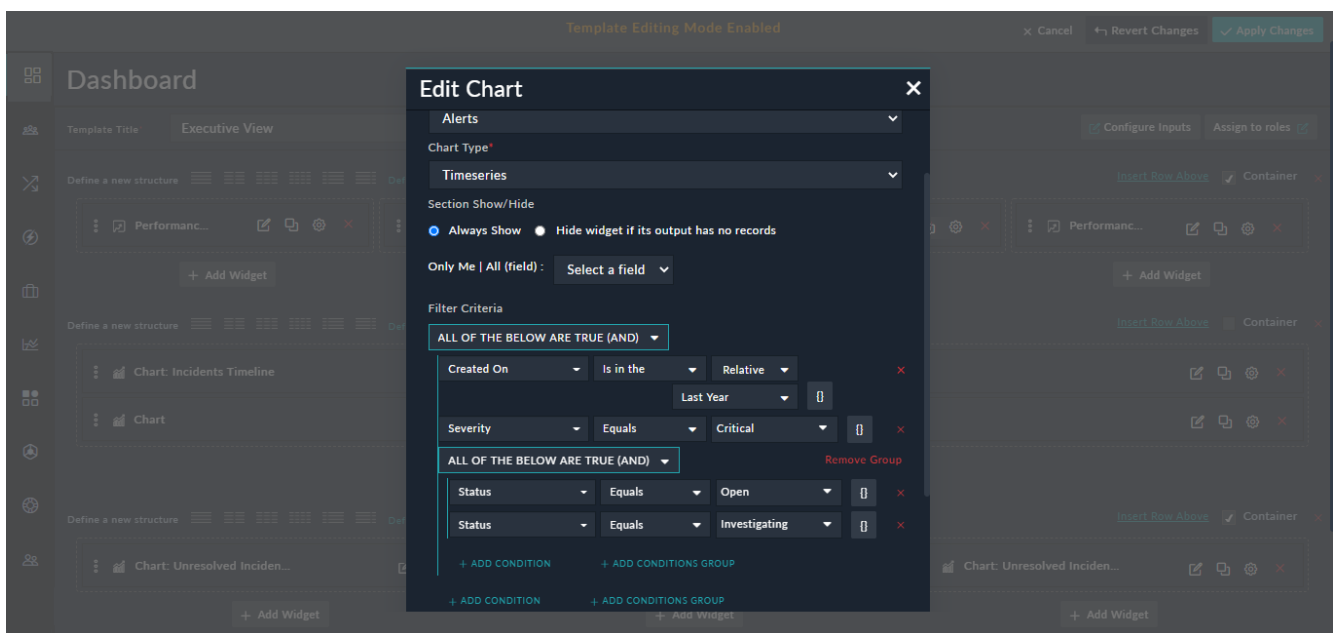 Template Editing Mode Enabled
Cancel
Revert Changes
Apply Changes
Dashboard
Template Title
Executive View
Configure Inputs
Assign to roles
Define a new structure
Insert Row Above
Container
Performanc...
Performanc...
+ Add Widget
+ Add Widget
Define a new structure
Insert Row Above
Container
Chart: Incidents Timeline
Chart
Define a new structure
Insert Row Above
Container
Chart: Unresolved Inciden...
Chart: Unresolved Inciden...
+ Add Widget
+ Add Widget
+ Add Widget
Edit Chart
Alerts
Chart Type*
Timeseries
Section Show/Hide
Always Show
Hide widget if its output has no records
Only Me | All (field) :
Select a field
Filter Criteria
ALL OF THE BELOW ARE TRUE (AND)
Created On
Is in the
Relative
Last Year
{}
Severity
Equals
Critical
{}
ALL OF THE BELOW ARE TRUE (AND)
Remove Group
Status
Equals
Open
{}
Status
Equals
Investigating
{}
+ ADD CONDITION
+ ADD CONDITIONS GROUP
+ ADD CONDITION
+ ADD CONDITIONS GROUP